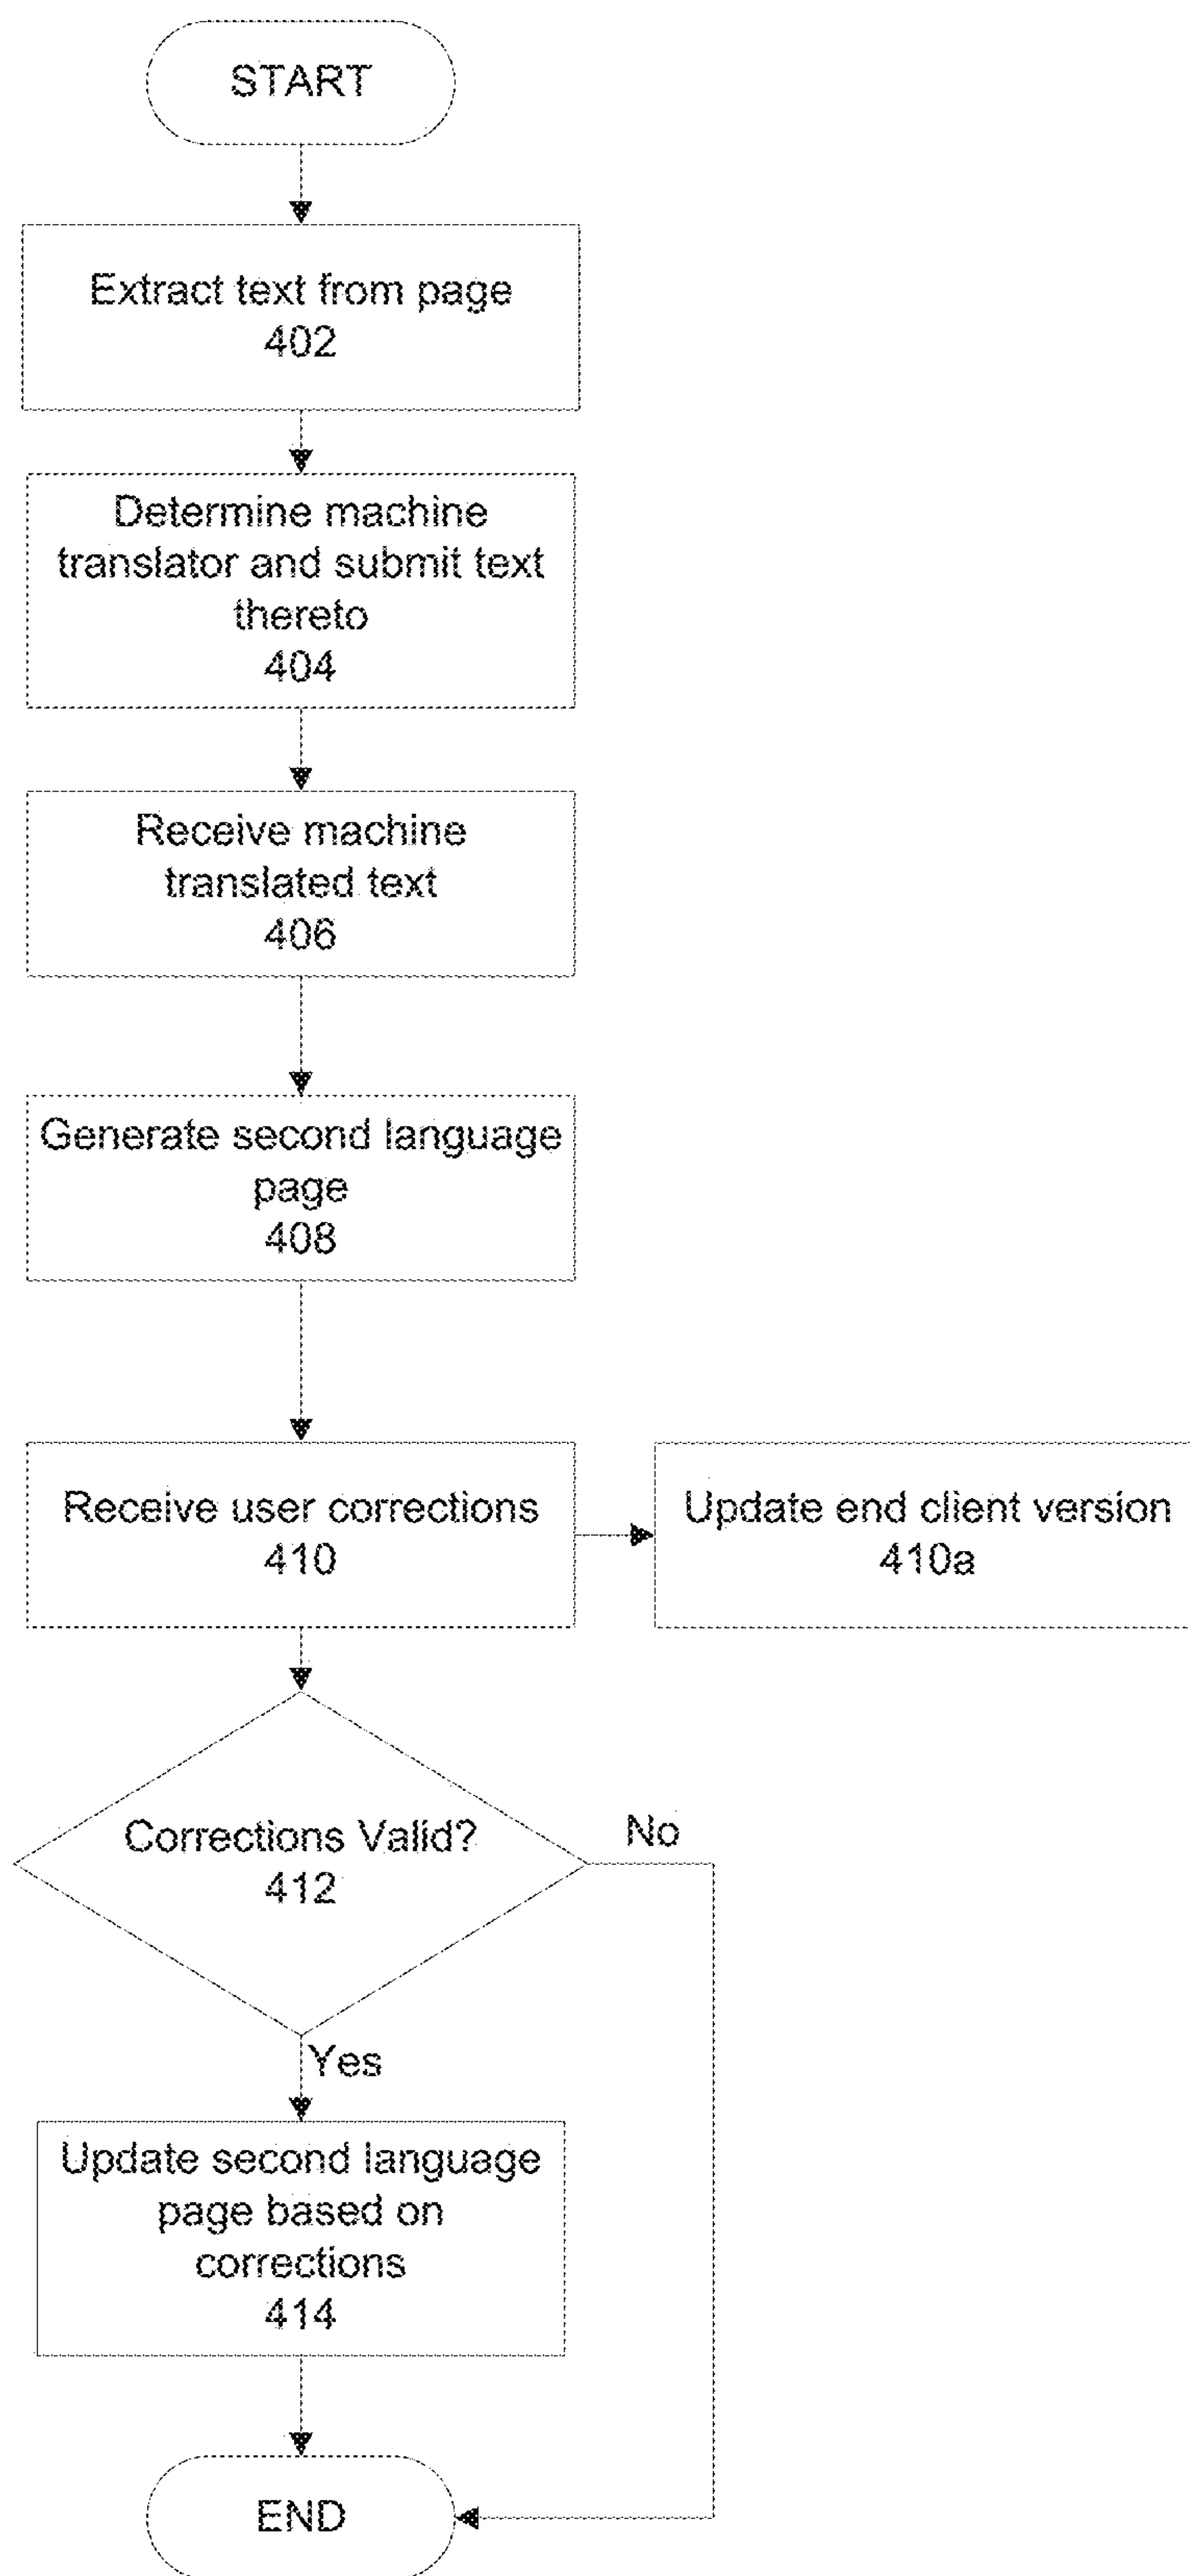 START
Extract text from page
402
Determine machine
translator and submit text
thereto
404
Receive machine
translated text
406
Generate second language
page
408
Receive user corrections
410
Update end client version
410a
Corrections Valid?
412
No
Yes
Update second language
page based on
corrections
414
END